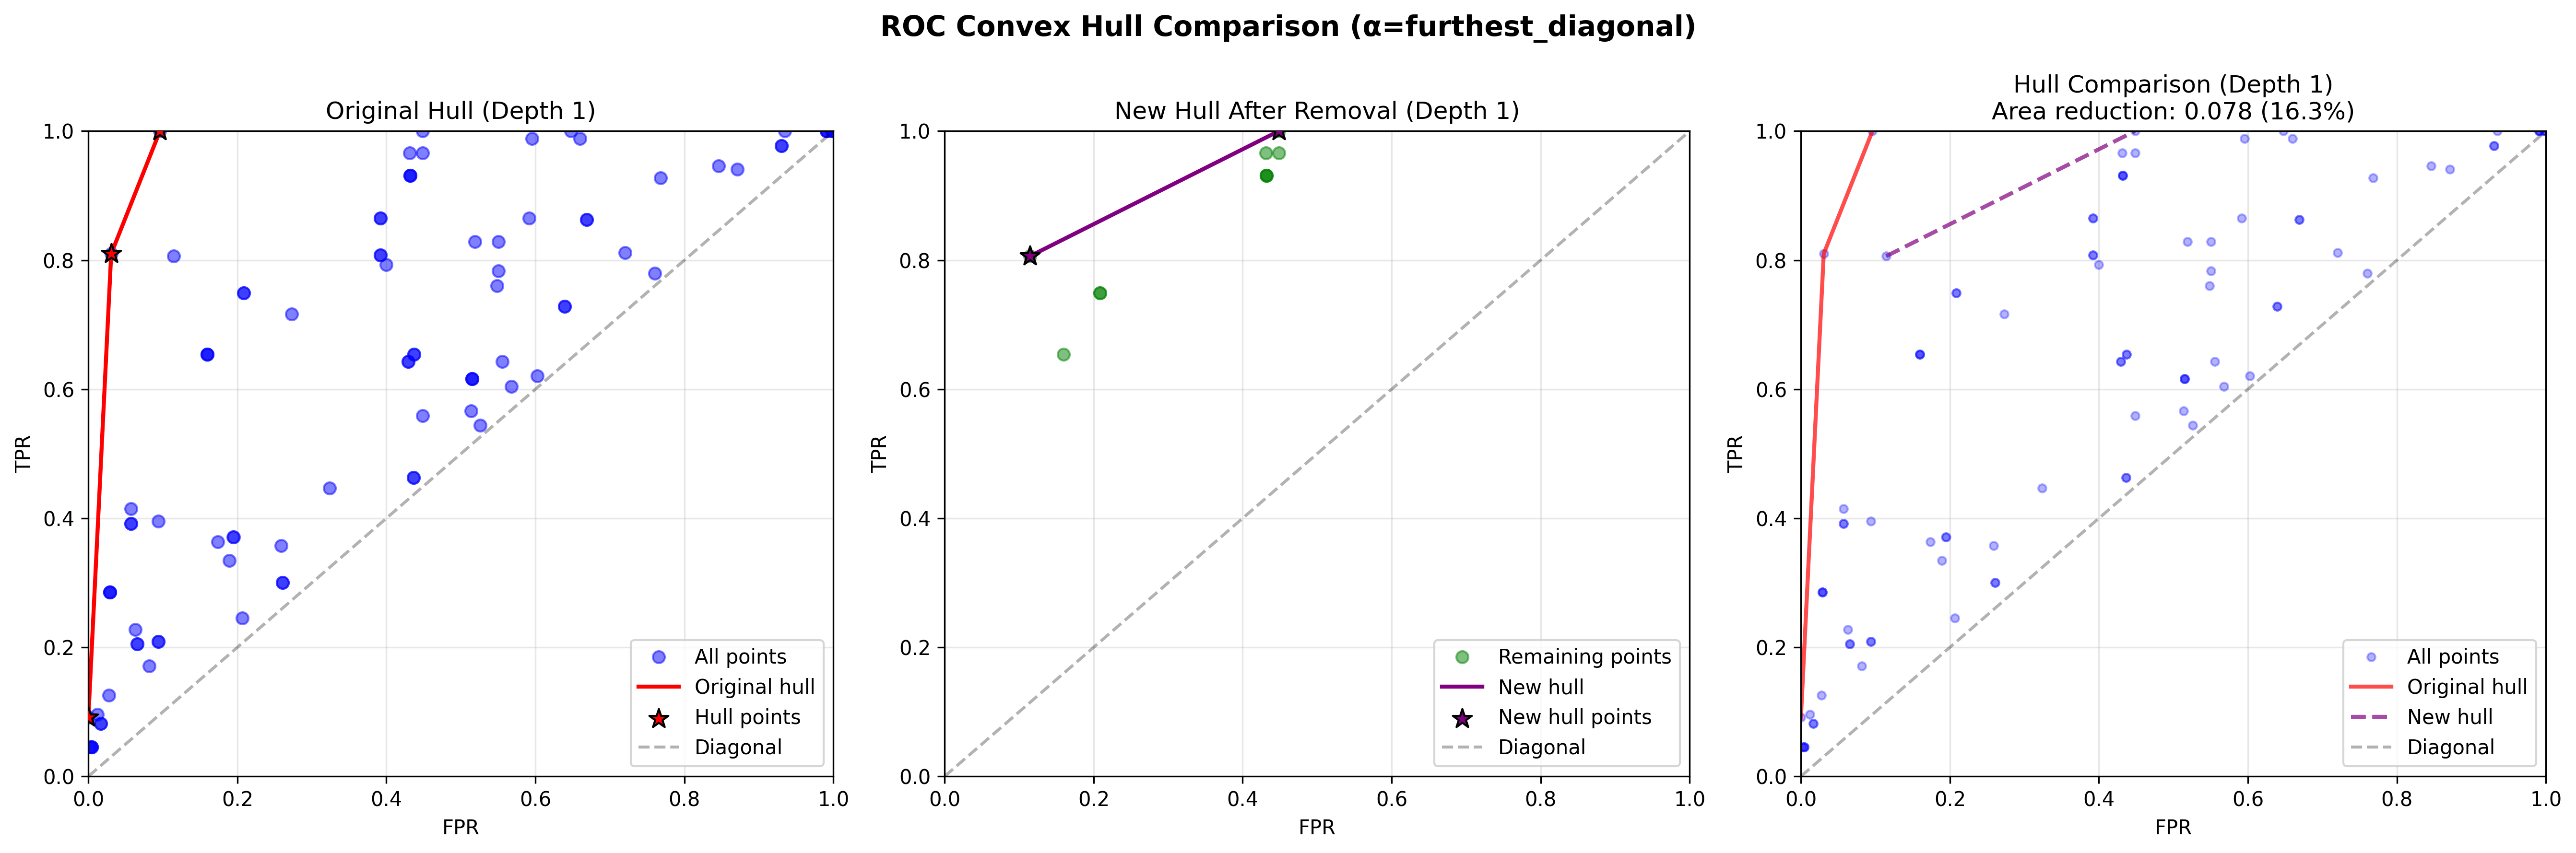 ROC Convex Hull Comparison (α=furthest_diagonal)
Original Hull (Depth 1)
1.0
0.8
0.6
0.4
0.2
0.0
TPR
0.0 0.2 0.4 0.6 0.8 1.0
FPR
All points
Original hull
Hull points
Diagonal
New Hull After Removal (Depth 1)
1.0
0.8
0.6
0.4
0.2
0.0
TPR
0.0 0.2 0.4 0.6 0.8 1.0
FPR
Remaining points
New hull
New hull points
Diagonal
Hull Comparison (Depth 1)
Area reduction: 0.078 (16.3%)
1.0
0.8
0.6
0.4
0.2
0.0
TPR
0.0 0.2 0.4 0.6 0.8 1.0
FPR
All points
Original hull
New hull
Diagonal